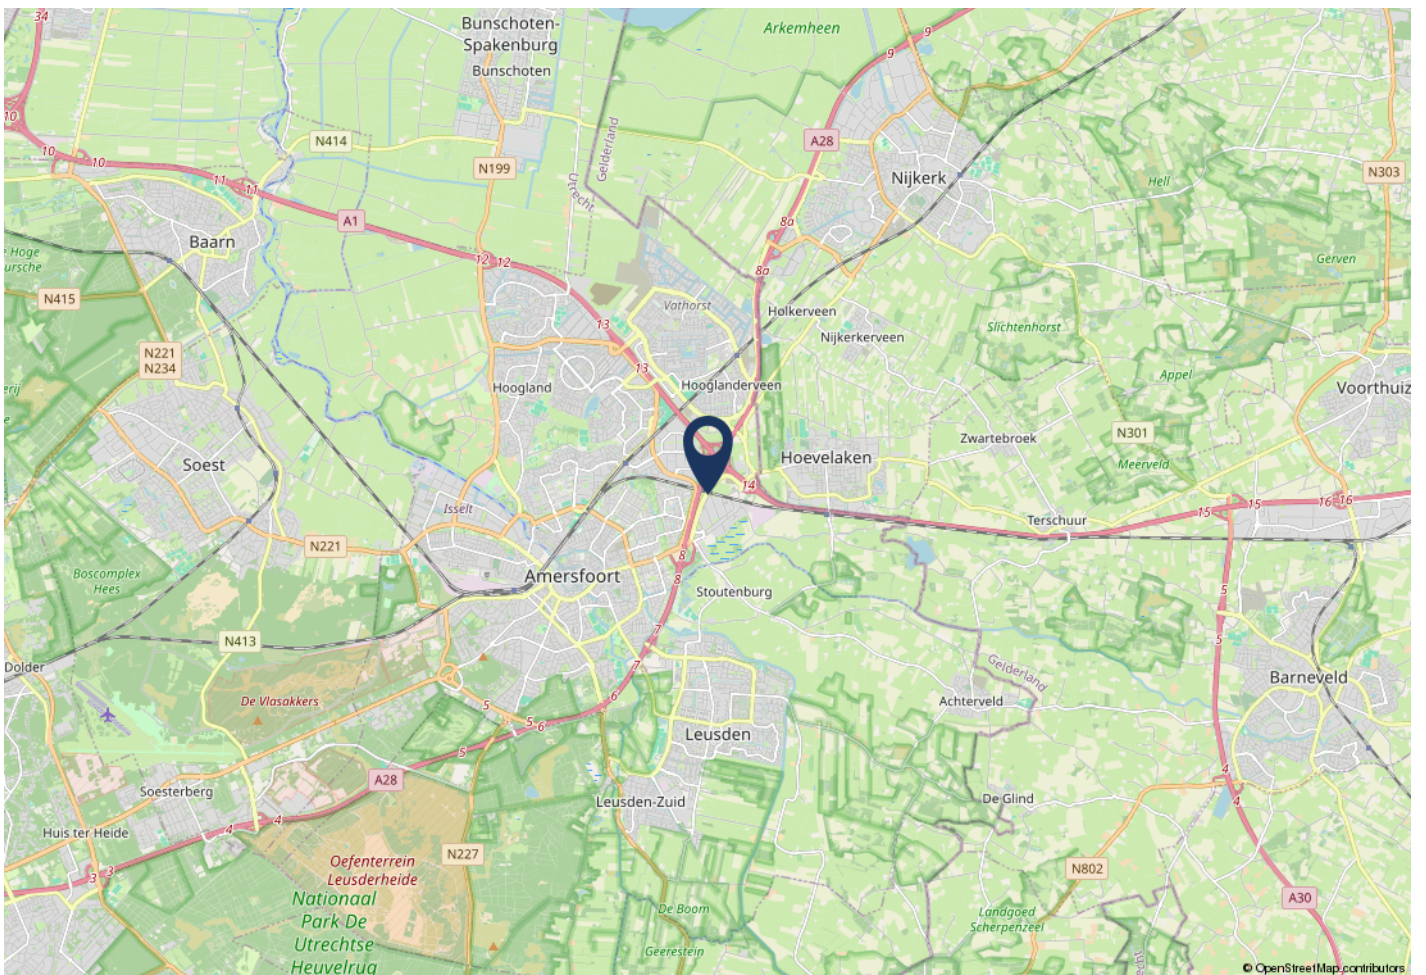 34
Bunschoten-
Spakenburg
Bunschoten
Arkemheen
9
9
10
10
10
N414
N199
Gelderland
Utrecht
A28
Nijkerk
Hell
N303
11
11
A1
Baarn
8a
8a
12
12
Gerven
N415
13
13
Vathorst
Holkerveen
Nijkerkerveen
Slichtenhorst
N221
N234
Hoogland
Hooglanderveen
Appel
Voorthuiz
Soest
Hoevelaken
Zwartebroek
N301
Meerveld
14
Isselt
Terschuur
15
15
16
16
N221
8
8
Boscomplex
Hees
Amersfoort
Stoutenburg
5
5
N413
7
7
Dolder
Gelderland
De Vlasakkers
6
6
5
5
5
Achterveld
Barneveld
Leusden
A28
Soesterberg
Leusden-Zuid
De Glind
4
4
4
4
Huis ter Heide
Oefenterrein
Leusderheide
N227
N802
3
3
Nationaal
Park De
Utrechtse
Heuvelrug
De Boom
Geerestein
Landgoed
Scherpenzeel
A30
© OpenStreetMap contributors